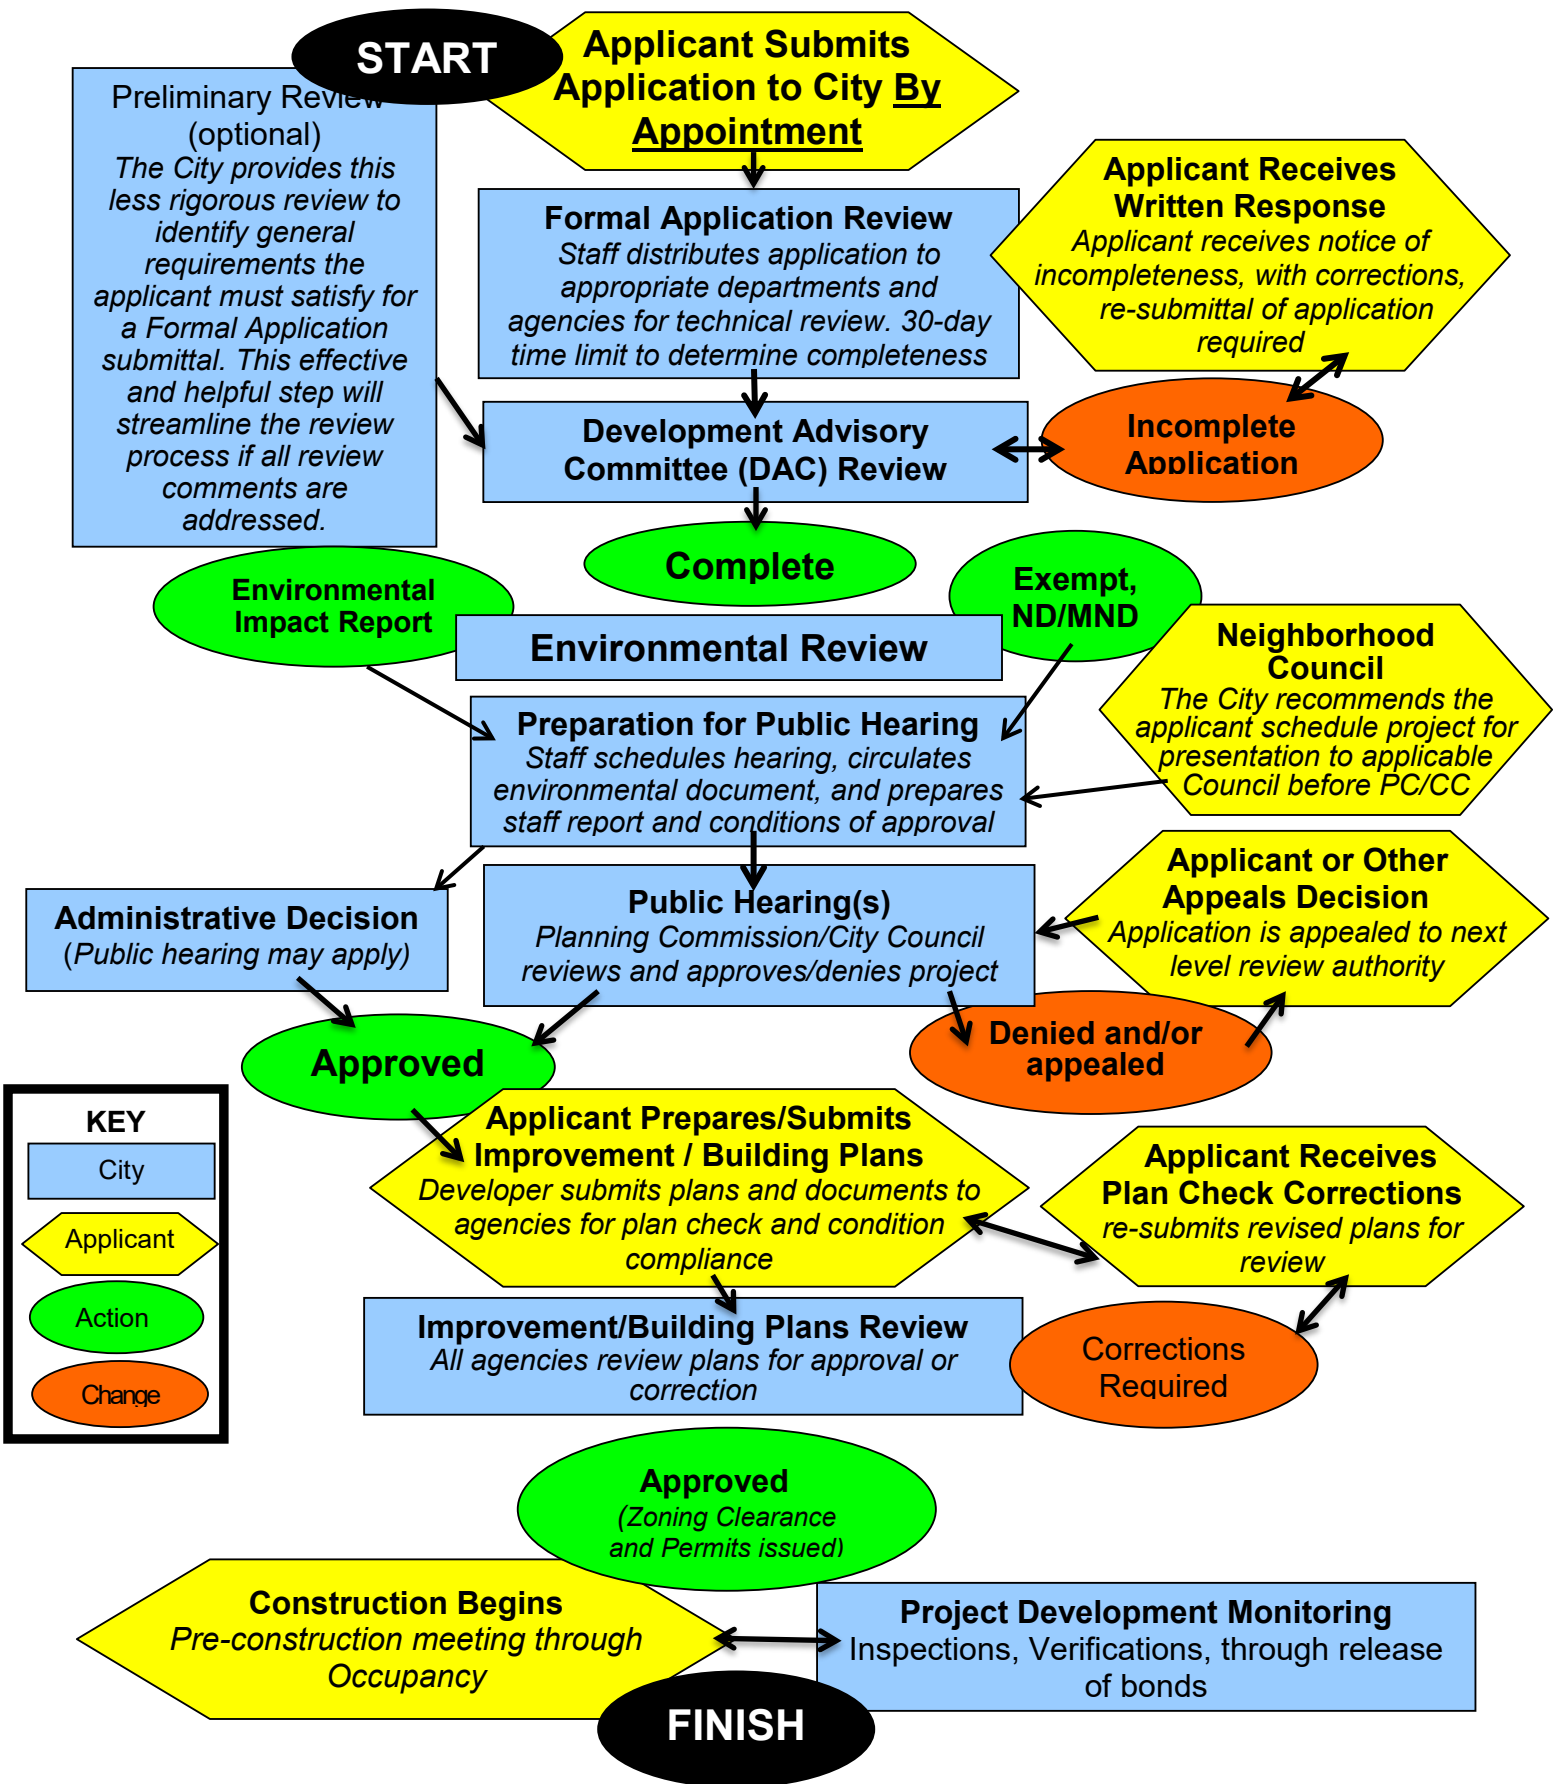 START
Applicant Submits
Application to City By
Appointment
Preliminary Review
(optional)
The City provides this
less rigorous review to
identify general
requirements the
applicant must satisfy for
a Formal Application
submittal. This effective
and helpful step will
streamline the review
process if all review
comments are
addressed.
Formal Application Review
Staff distributes application to
appropriate departments and
agencies for technical review. 30-day
time limit to determine completeness
Applicant Receives
Written Response
Applicant receives notice of
incompleteness, with corrections,
re-submittal of application
required
Development Advisory
Committee (DAC) Review
Incomplete
Application
Complete
Environmental
Impact Report
Exempt,
ND/MND
Environmental Review
Neighborhood
Council
The City recommends the
applicant schedule project for
presentation to applicable
Council before PC/CC
Preparation for Public Hearing
Staff schedules hearing, circulates
environmental document, and prepares
staff report and conditions of approval
Administrative Decision
(Public hearing may apply)
Public Hearing(s)
Planning Commission/City Council
reviews and approves/denies project
Applicant or Other
Appeals Decision
Application is appealed to next
level review authority
Approved
Denied and/or
appealed
KEY
City
Applicant
Action
Change
Applicant Prepares/Submits
Improvement / Building Plans
Developer submits plans and documents to
agencies for plan check and condition
compliance
Applicant Receives
Plan Check Corrections
re-submits revised plans for
review
Improvement/Building Plans Review
All agencies review plans for approval or
correction
Corrections
Required
Approved
(Zoning Clearance
and Permits issued)
Construction Begins
Pre-construction meeting through
Occupancy
Project Development Monitoring
Inspections, Verifications, through release
of bonds
FINISH